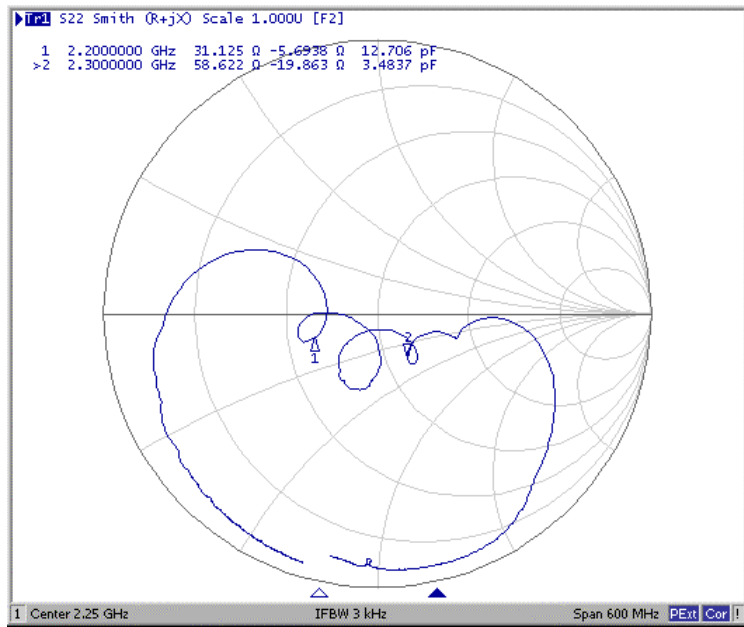 Tr1 S22 Smith (R+jX) Scale 1.000U [F2]
1 2.2000000 GHz 31.125 Ω -5.6938 Ω 12.706 pF
>2 2.3000000 GHz 58.622 Ω -19.863 Ω 3.4837 pF
2
1
R
1 Center 2.25 GHz IFBW 3 kHz Span 600 MHz PExt Cor !